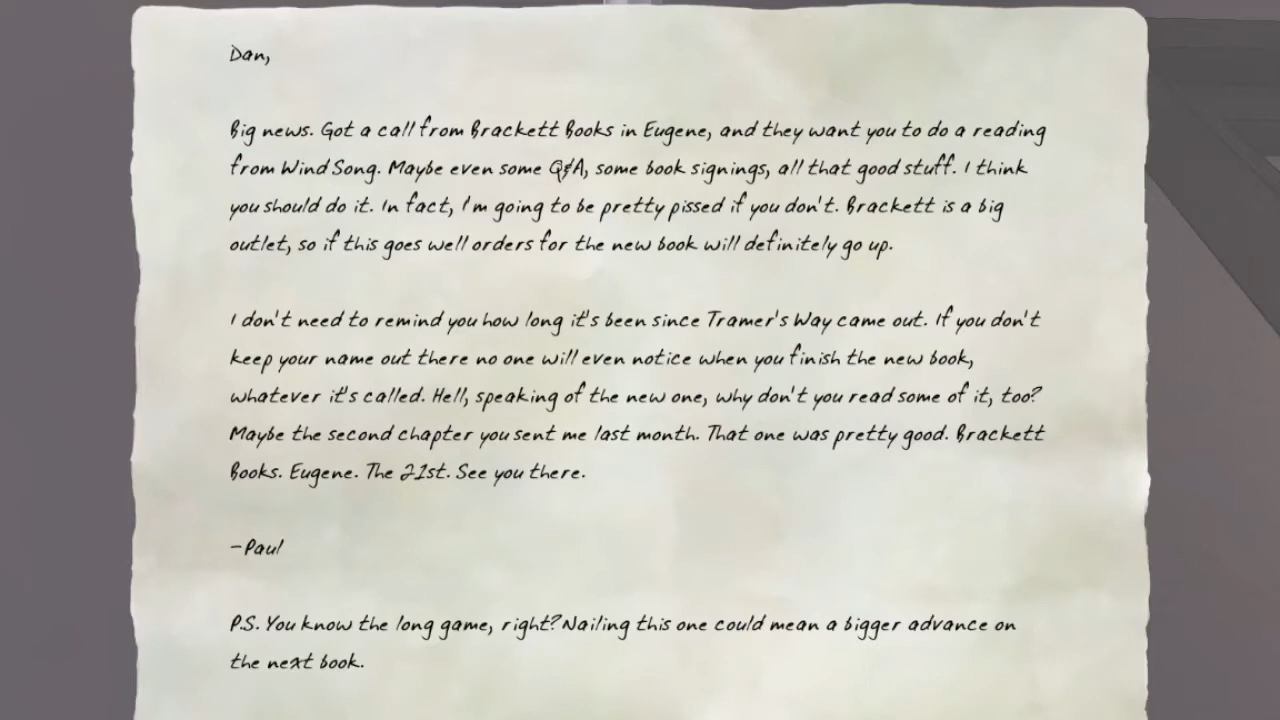 Dan,
Big news. Got a call from Brackett Books in Eugene, and they want you to do a reading
from Wind Song. Maybe even some Q&A, some book signings, all that good stuff. I think
you should do it. In fact, I'm going to be pretty pissed if you don't. Brackett is a big
outlet, so if this goes well orders for the new book will definitely go up.
I don't need to remind you how long it's been since Tramer's Way came out. If you don't
keep your name out there no one will even notice when you finish the new book,
whatever it's called. Hell, speaking of the new one, why don't you read some of it, too?
Maybe the second chapter you sent me last month. That one was pretty good. Brackett
Books. Eugene. The 21st. See you there.
-Paul
P.S. You know the long game, right? Nailing this one could mean a bigger advance on
the next book.